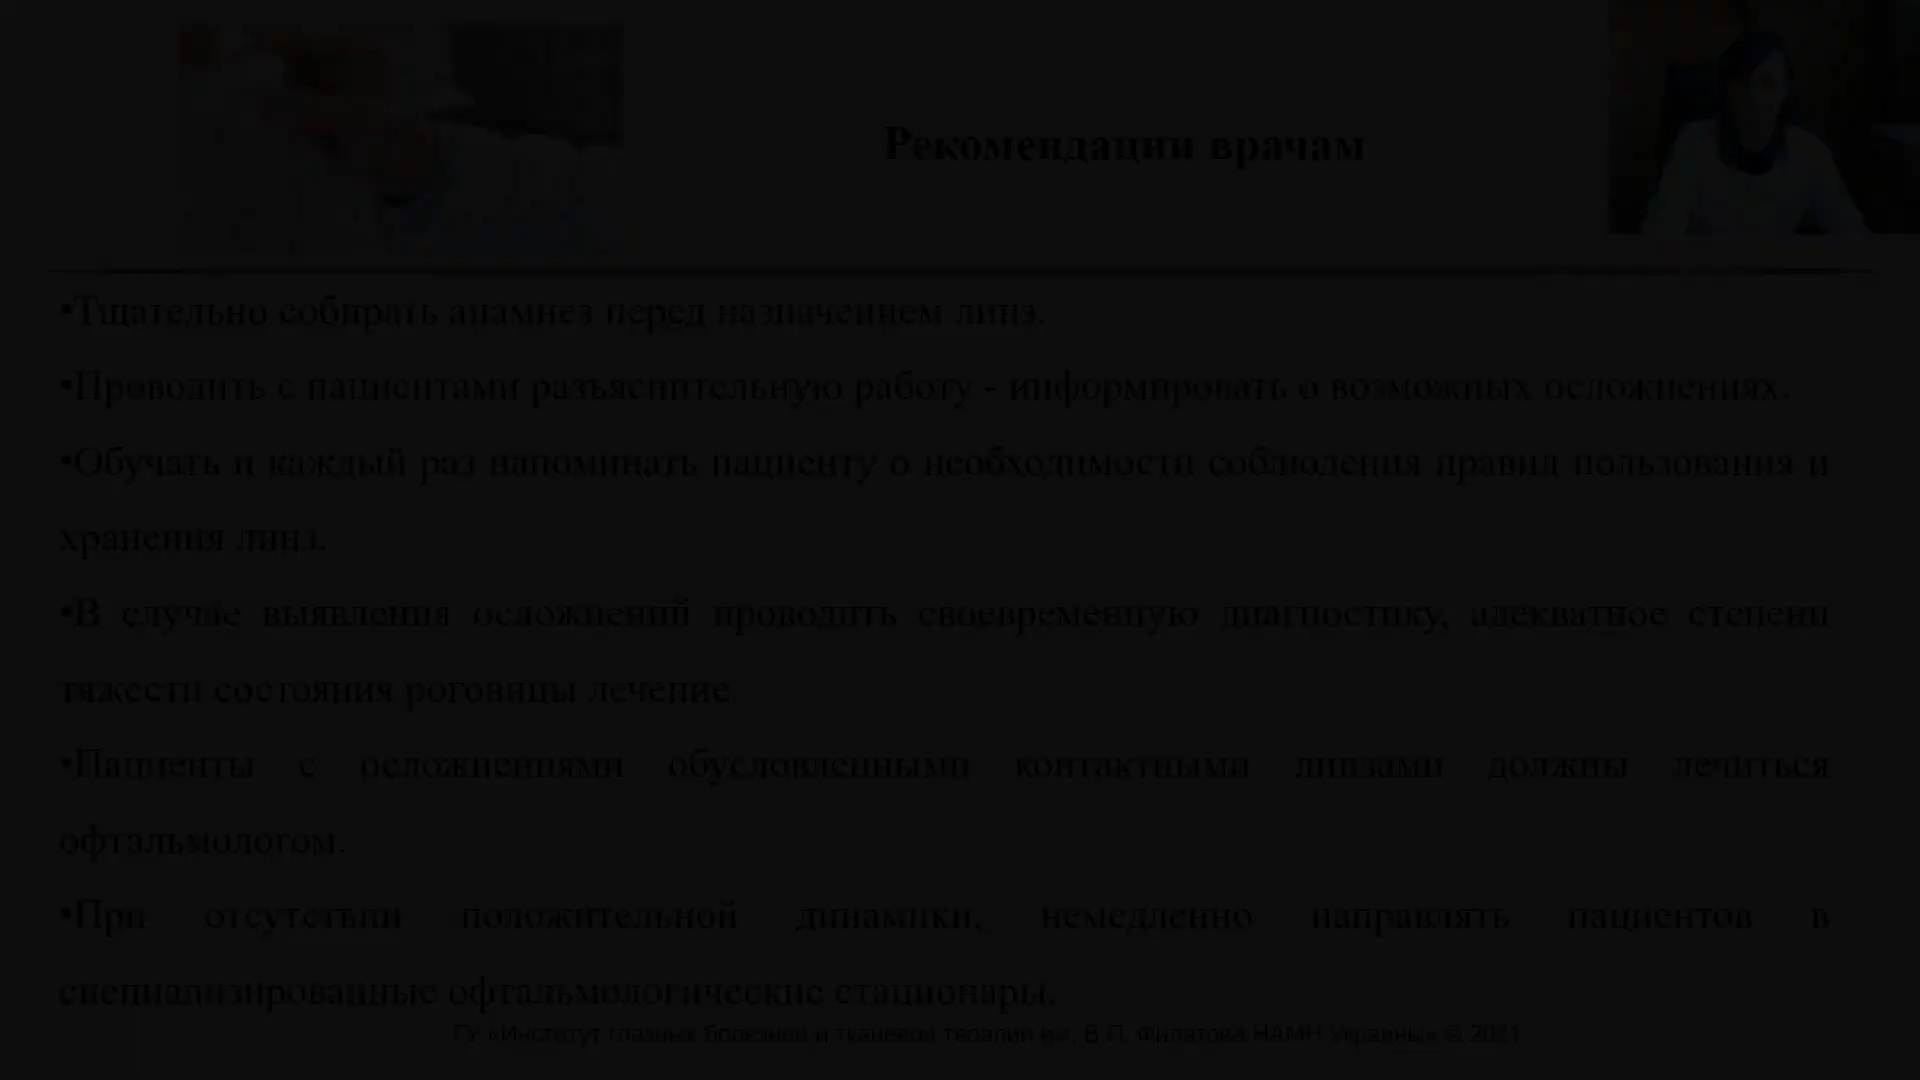 Рекомендации врачам
•Тщательно собирать анамнез перед назначением линз.
•Проводить с пациентами разъяснительную работу - информировать о возможных осложнениях.
•Обучать и каждый раз напоминать пациенту о необходимости соблюдения правил пользования и
хранения линз.
•В случае выявления осложнений проводить своевременную диагностику, адекватное степени
тяжести состояния роговицы лечение.
•Пациенты с осложнениями обусловленными контактными линзами должны лечиться
офтальмологом.
•При отсутствии положительной динамики, немедленно направлять пациентов в
специализированные офтальмологические стационары.
ГУ «Институт глазных болезней и тканевой терапии им. В.П. Филатова НАМН Украины» © 2021